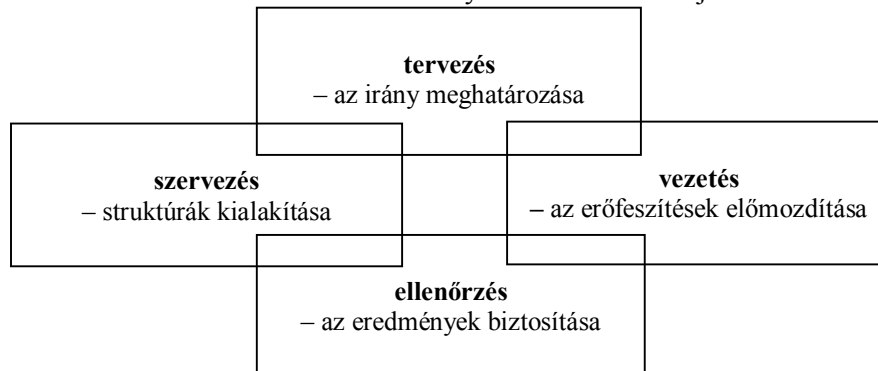 tervezés
– az irány meghatározása
szervezés
– struktúrák kialakítása
vezetés
– az erőfeszítések előmozdítása
ellenőrzés
– az eredmények biztosítása